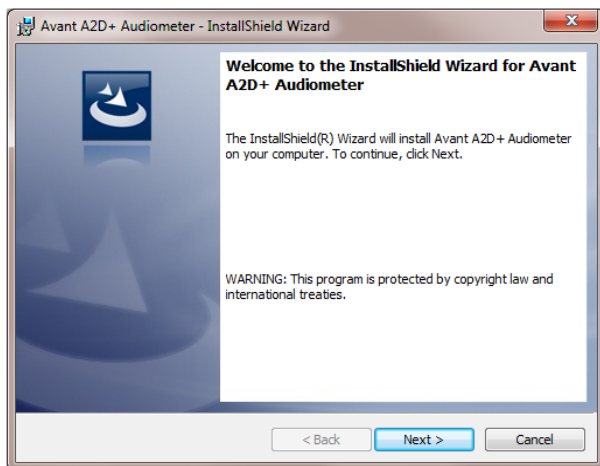 Avant A2D+ Audiometer - InstallShield Wizard
Welcome to the InstallShield Wizard for Avant
A2D+ Audiometer
The InstallShield(R) Wizard will install Avant A2D+ Audiometer
on your computer. To continue, click Next.
WARNING: This program is protected by copyright law and
international treaties.
< Back Next > Cancel